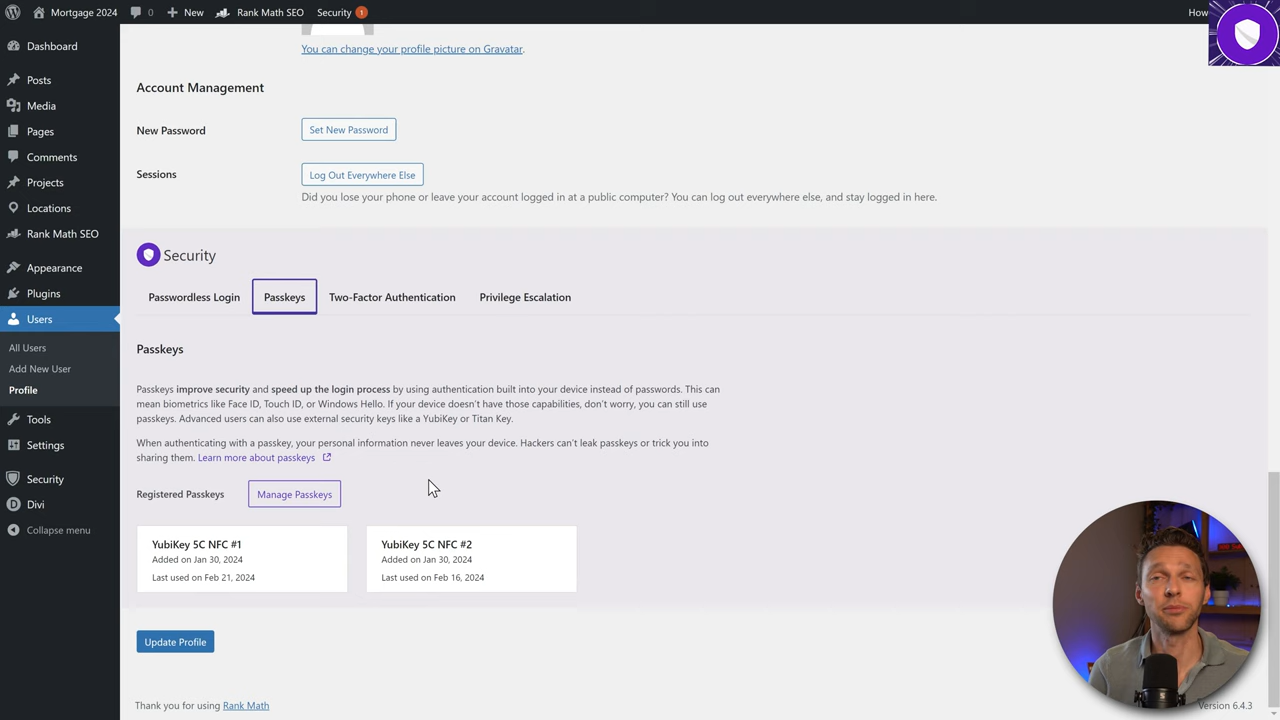 Mortgage 2024
0
New
Rank Math SEO
Security
1
How
Dashboard
Posts
Media
Pages
Comments
Projects
Locations
Rank Math SEO
Appearance
Plugins
Users
All Users
Add New User
Profile
Tools
Settings
Security
Divi
Collapse menu
You can change your profile picture on Gravatar.
Account Management
New Password
Set New Password
Sessions
Log Out Everywhere Else
Did you lose your phone or leave your account logged in at a public computer? You can log out everywhere else, and stay logged in here.
Security
Passwordless Login
Passkeys
Two-Factor Authentication
Privilege Escalation
Passkeys
Passkeys improve security and speed up the login process by using authentication built into your device instead of passwords. This can
mean biometrics like Face ID, Touch ID, or Windows Hello. If your device doesn't have those capabilities, don't worry, you can still use
passkeys. Advanced users can also use external security keys like a YubiKey or Titan Key.
When authenticating with a passkey, your personal information never leaves your device. Hackers can't leak passkeys or trick you into
sharing them. Learn more about passkeys
Registered Passkeys
Manage Passkeys
YubiKey 5C NFC #1
Added on Jan 30, 2024
Last used on Feb 21, 2024
YubiKey 5C NFC #2
Added on Jan 30, 2024
Last used on Feb 16, 2024
Update Profile
Thank you for using Rank Math
Version 6.4.3